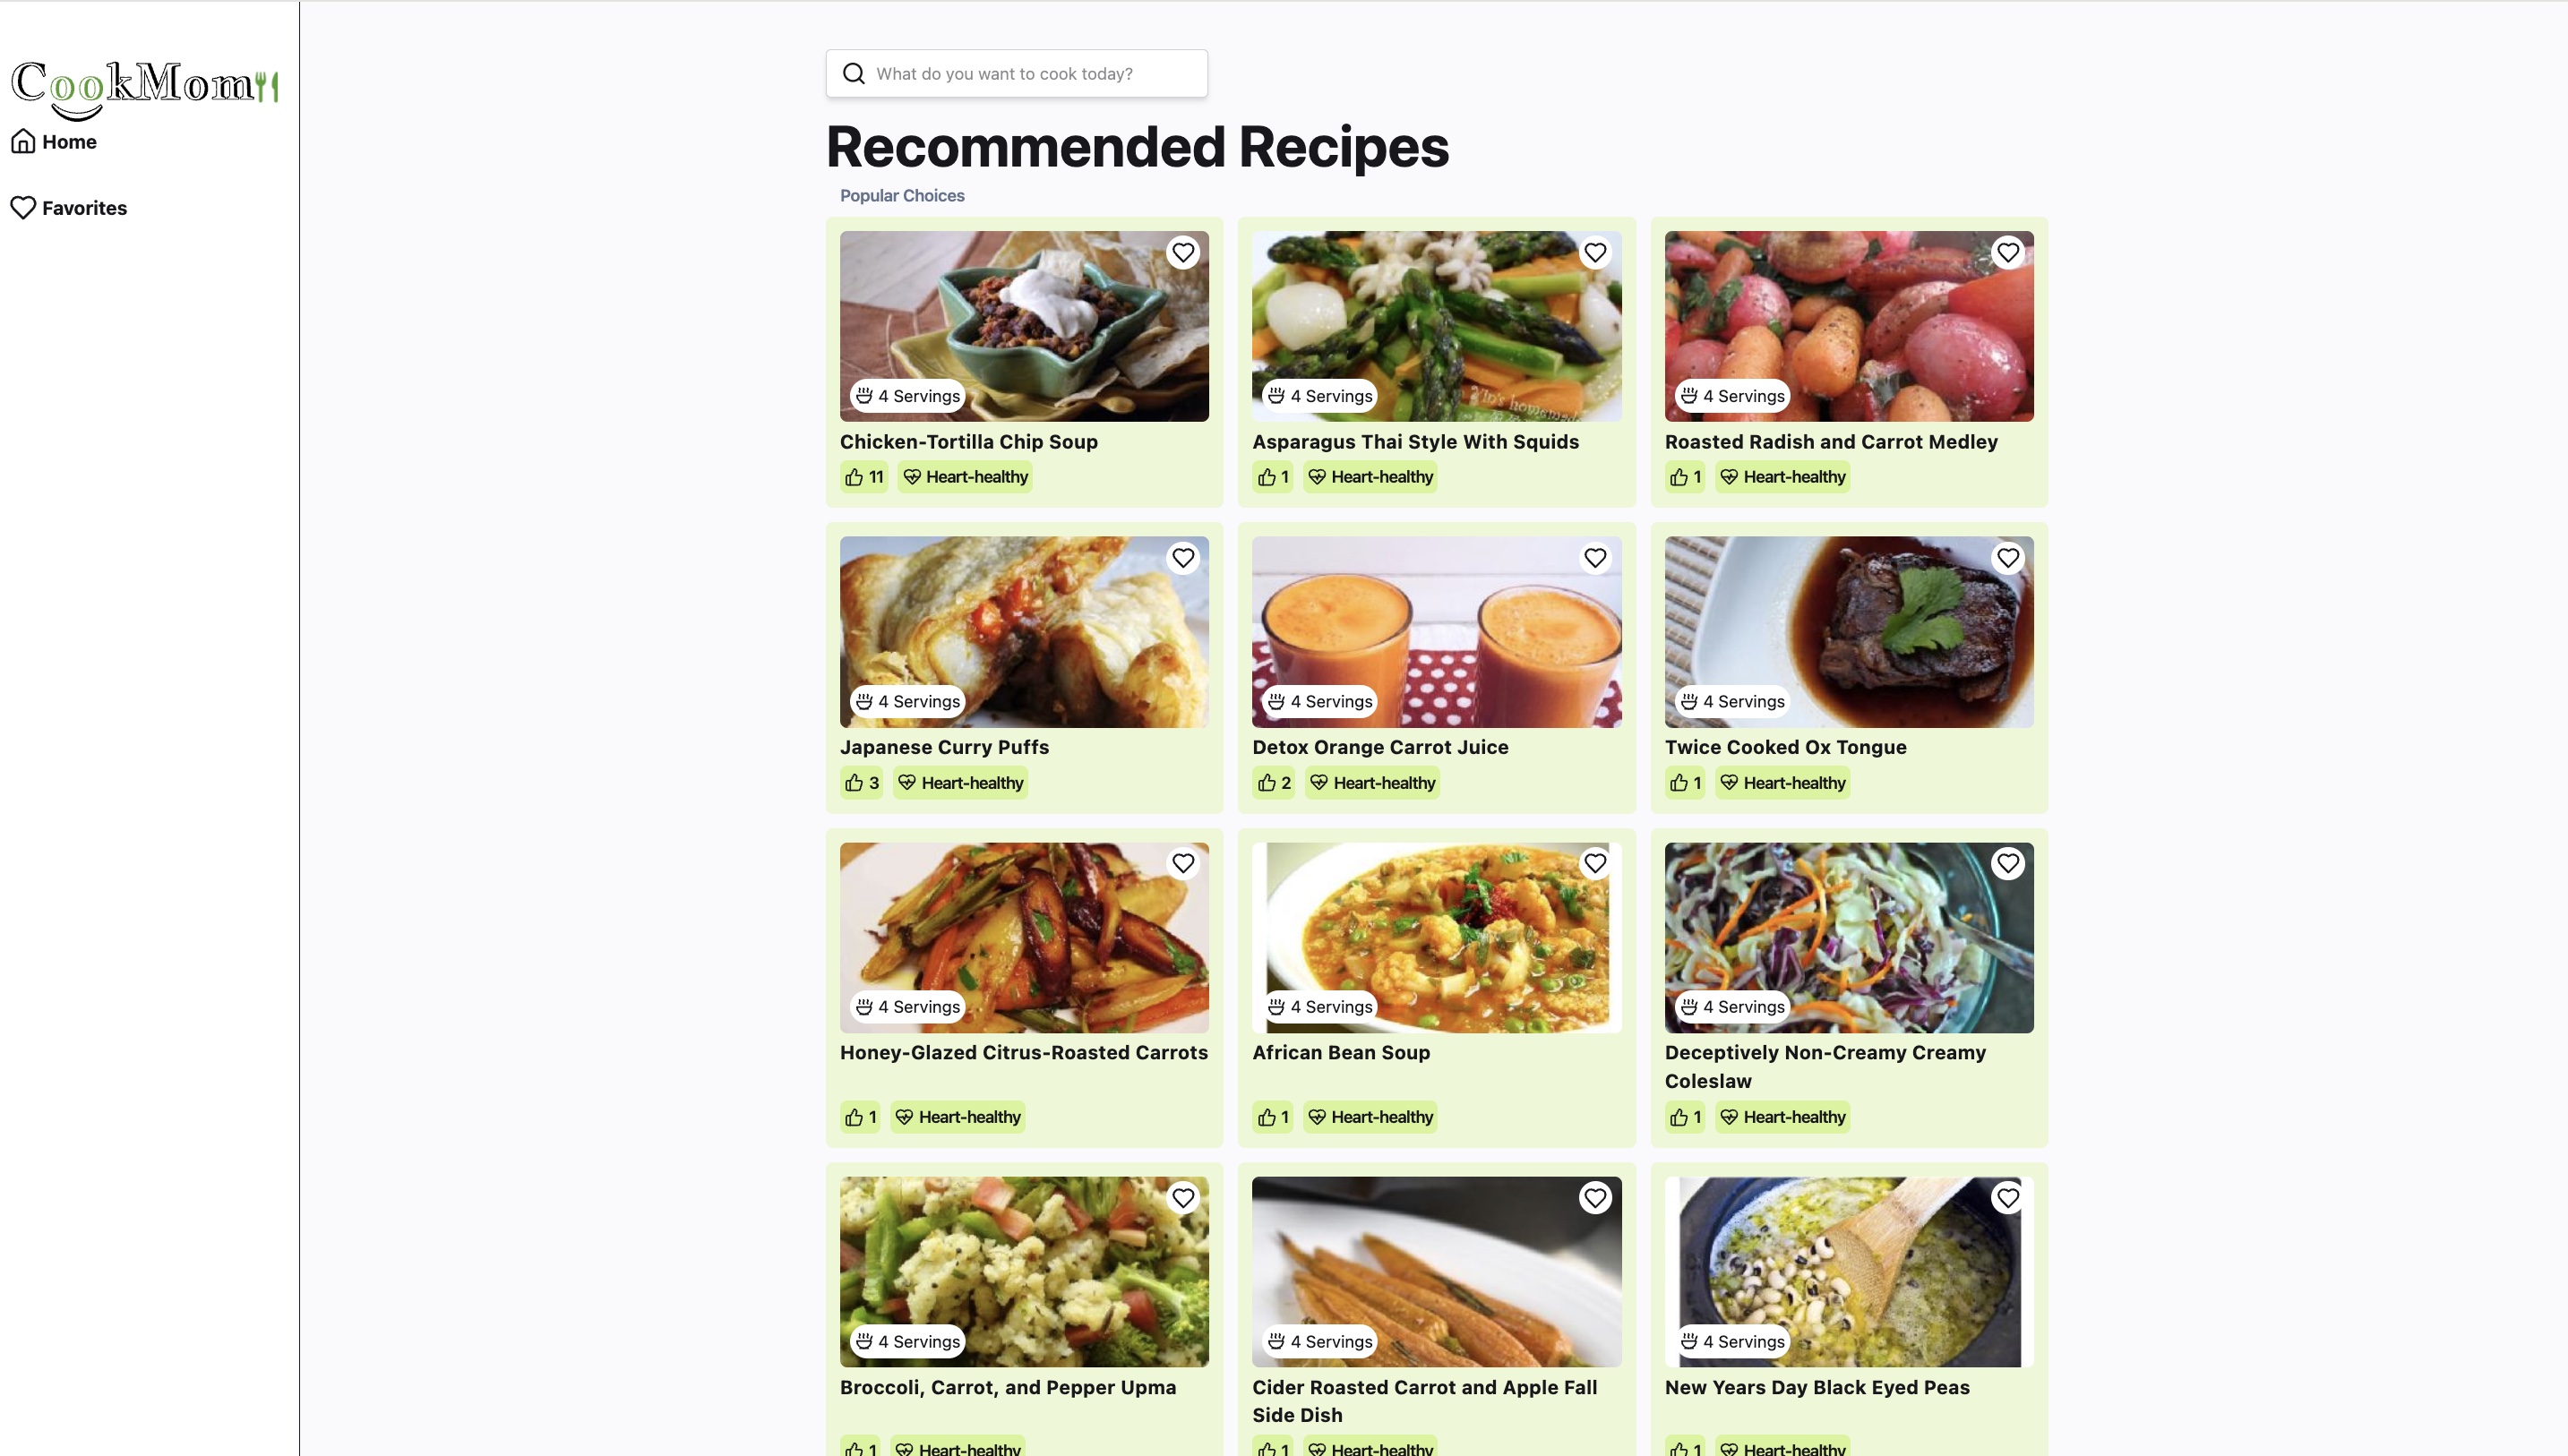 CookMom
Home
Favorites
What do you want to cook today?
Recommended Recipes
Popular Choices
4 Servings
Chicken-Tortilla Chip Soup
11 Heart-healthy
4 Servings
Asparagus Thai Style With Squids
1 Heart-healthy
4 Servings
Roasted Radish and Carrot Medley
1 Heart-healthy
4 Servings
Japanese Curry Puffs
3 Heart-healthy
4 Servings
Detox Orange Carrot Juice
2 Heart-healthy
4 Servings
Twice Cooked Ox Tongue
1 Heart-healthy
4 Servings
Honey-Glazed Citrus-Roasted Carrots
1 Heart-healthy
4 Servings
African Bean Soup
1 Heart-healthy
4 Servings
Deceptively Non-Creamy Creamy
Coleslaw
1 Heart-healthy
4 Servings
Broccoli, Carrot, and Pepper Upma
1 Heart-healthy
4 Servings
Cider Roasted Carrot and Apple Fall
Side Dish
1 Heart-healthy
4 Servings
New Years Day Black Eyed Peas
1 Heart-healthy